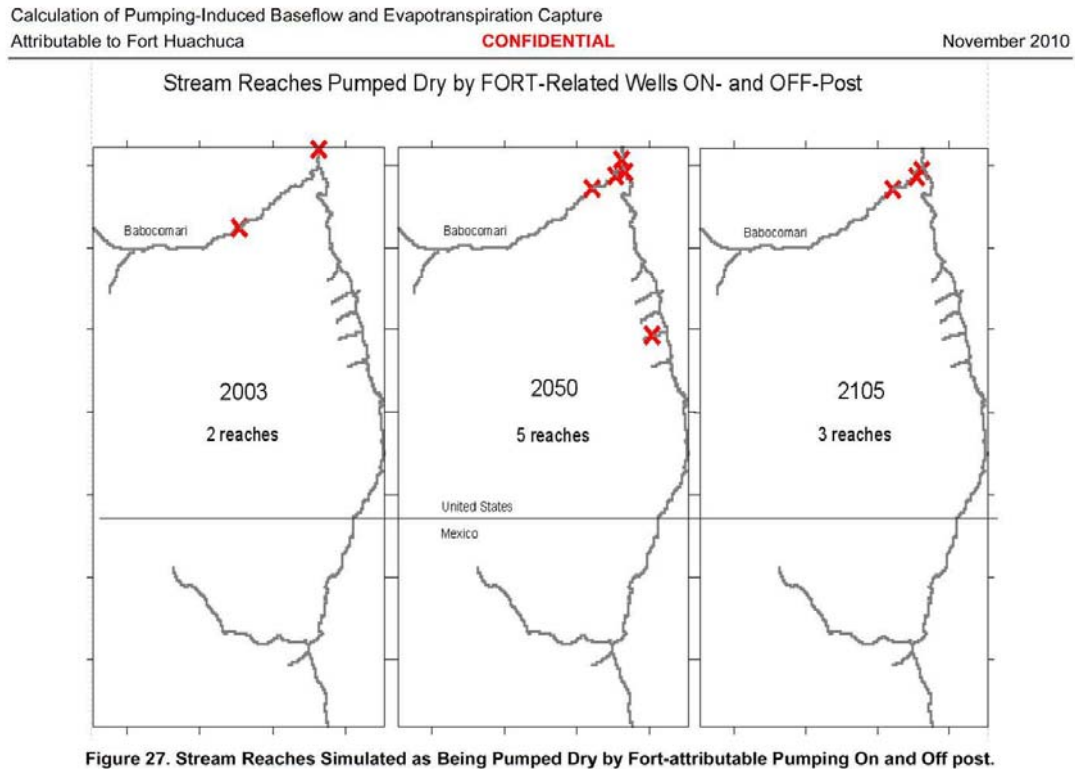 Calculation of Pumping-Induced Baseflow and Evapotranspiration Capture
Attributable to Fort Huachuca CONFIDENTIAL November 2010
Stream Reaches Pumped Dry by FORT-Related Wells ON- and OFF-Post
Babocomari Babocomari Babocomari
2003 2050 2105
2 reaches 5 reaches 3 reaches
United States
Mexico
Figure 27. Stream Reaches Simulated as Being Pumped Dry by Fort-attributable Pumping On and Off post.